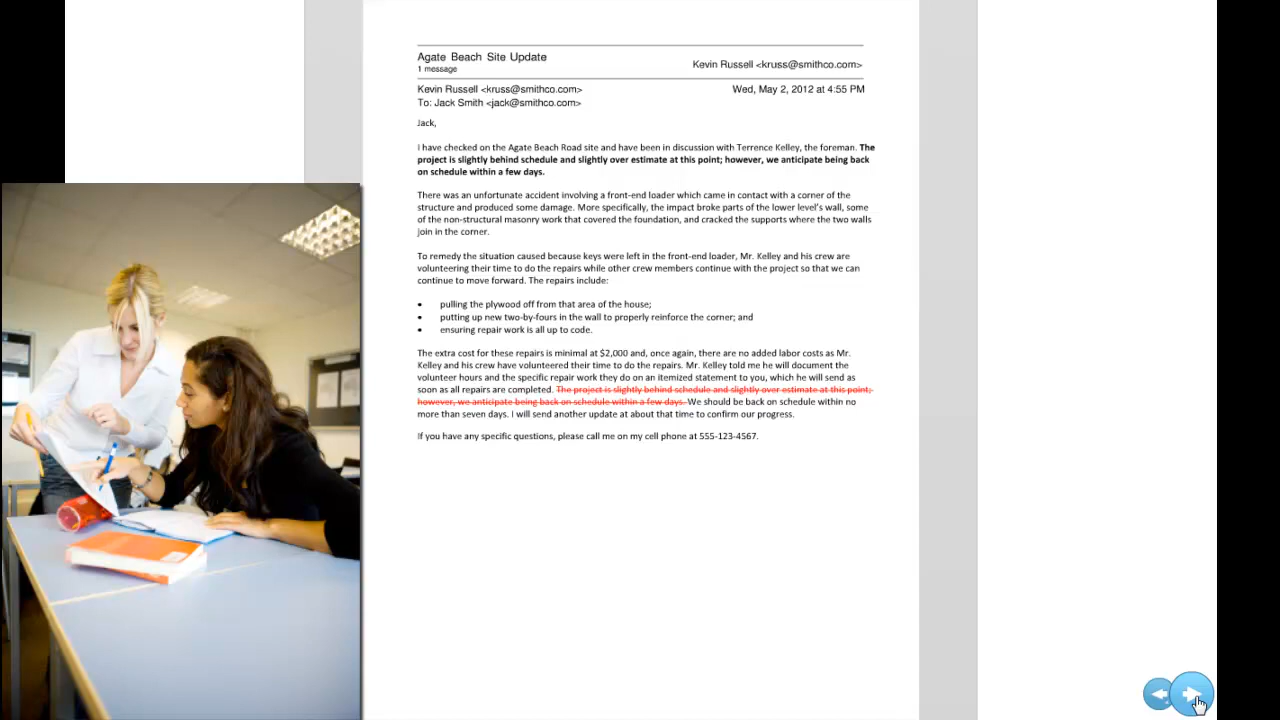 Agate Beach Site Update
1 message
Kevin Russell <kruss@smithco.com>
Kevin Russell <kruss@smithco.com>
Wed, May 2, 2012 at 4:55 PM
To: Jack Smith <jack@smithco.com>
Jack,
I have checked on the Agate Beach Road site and have been in discussion with Terrence Kelley, the foreman. The
project is slightly behind schedule and slightly over estimate at this point; however, we anticipate being back
on schedule within a few days.
There was an unfortunate accident involving a front-end loader which came in contact with a corner of the
structure and produced some damage. More specifically, the impact broke parts of the lower level's wall, some
of the non-structural masonry work that covered the foundation, and cracked the supports where the two walls
join in the corner.
To remedy the situation caused because keys were left in the front-end loader, Mr. Kelley and his crew are
volunteering their time to do the repairs while other crew members continue with the project so that we can
continue to move forward. The repairs include:
• pulling the plywood off from that area of the house;
• putting up new two-by-fours in the wall to properly reinforce the corner; and
• ensuring repair work is all up to code.
The extra cost for these repairs is minimal at $2,000 and, once again, there are no added labor costs as Mr.
Kelley and his crew have volunteered their time to do the repairs. Mr. Kelley told me he will document the
volunteer hours and the specific repair work they do on an itemized statement to you, which he will send as
soon as all repairs are completed. The project is slightly behind schedule and slightly over estimate at this point;
however, we anticipate being back on schedule within a few days. We should be back on schedule within no
more than seven days. I will send another update at about that time to confirm our progress.
If you have any specific questions, please call me on my cell phone at 555-123-4567.